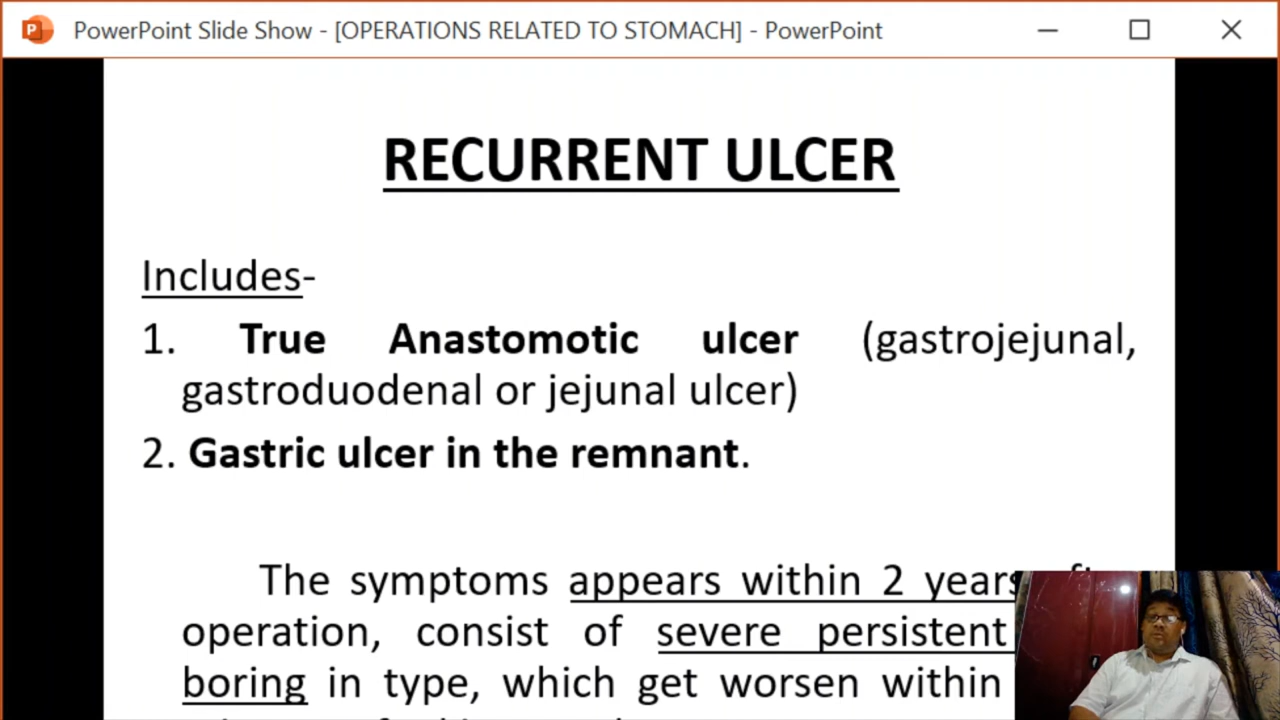 PowerPoint Slide Show - [OPERATIONS RELATED TO STOMACH] - PowerPoint
RECURRENT ULCER
Includes-
1. True Anastomotic ulcer (gastrojejunal,
gastroduodenal or jejunal ulcer)
2. Gastric ulcer in the remnant.
The symptoms appears within 2 years
operation, consist of severe persistent
boring in type, which get worsen within